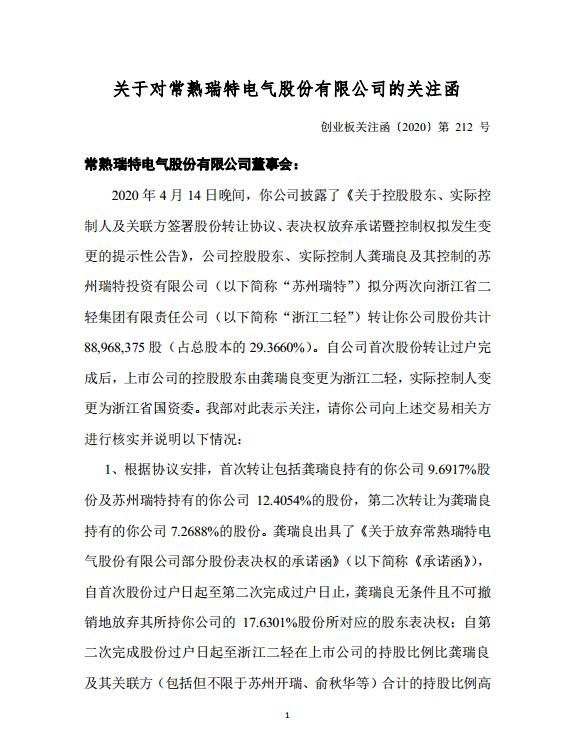 关于对常熟瑞特电气股份有限公司的关注函
创业板关注函〔2020〕第 212 号
常熟瑞特电气股份有限公司董事会：
2020 年 4 月 14 日晚间，你公司披露了《关于控股股东、实际控
制人及关联方签署股份转让协议、表决权放弃承诺暨控制权拟发生变
更的提示性公告》，公司控股股东、实际控制人龚瑞良及其控制的苏
州瑞特投资有限公司（以下简称“苏州瑞特”）拟分两次向浙江省二
轻集团有限责任公司（以下简称“浙江二轻”）转让你公司股份共计
88,968,375 股（占总股本的 29.3660%）。自公司首次股份转让过户完
成后，上市公司的控股股东由龚瑞良变更为浙江二轻，实际控制人变
更为浙江省国资委。我部对此表示关注，请你公司向上述交易相关方
进行核实并说明以下情况：
1、根据协议安排，首次转让包括龚瑞良持有的你公司 9.6917%股
份及苏州瑞特持有的你公司 12.4054%的股份，第二次转让为龚瑞良
持有的你公司 7.2688%的股份。龚瑞良出具了《关于放弃常熟瑞特电
气股份有限公司部分股份表决权的承诺函》（以下简称《承诺函》），
自首次股份过户日起至第二次完成过户日止，龚瑞良无条件且不可撤
销地放弃其所持你公司的 17.6301%股份所对应的股东表决权；自第
二次完成股份过户日起至浙江二轻在上市公司的持股比例比龚瑞良
及其关联方（包括但不限于苏州开瑞、俞秋华等）合计的持股比例高
1